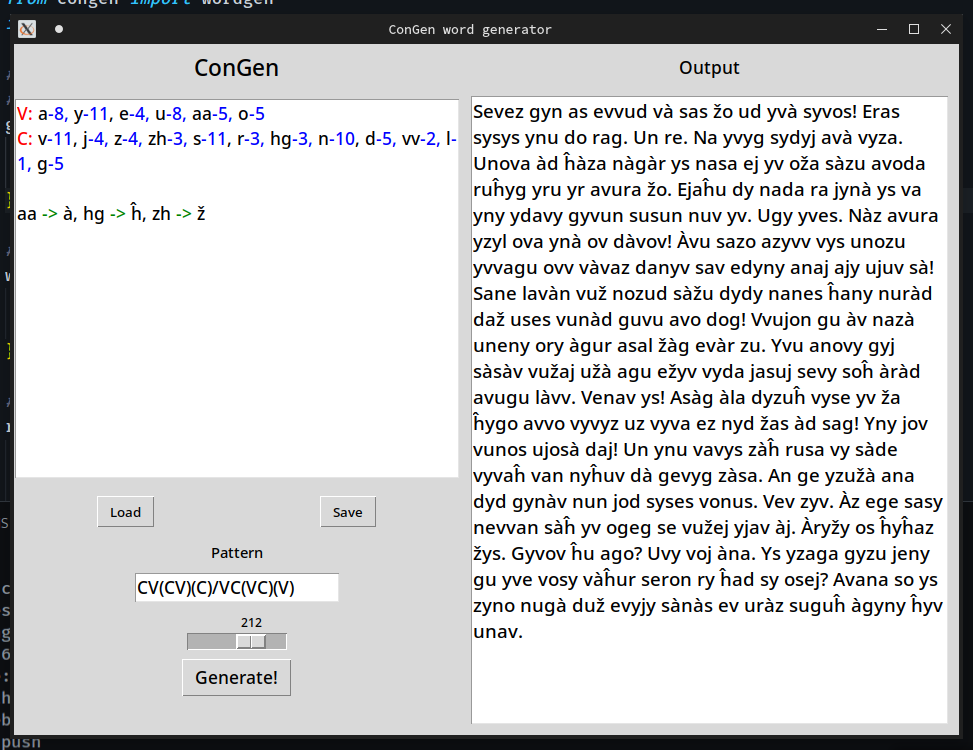 from congen import wordgen
ConGen word generator
ConGen
Output
V: a-8, y-11, e-4, u-8, aa-5, o-5
C: v-11, j-4, z-4, zh-3, s-11, r-3, hg-3, n-10, d-5, vv-2, l-
1, g-5
aa -> à, hg -> ĥ, zh -> ž
Load
Save
Pattern
CV(CV)(C)/VC(VC)(V)
212
Generate!
Sevez gyn as evvud và sas žo ud yvà syvos! Eras
sysys ynu do rag. Un re. Na yvyg sydyj avà vyza.
Unova àd Ĥàza nàgàr ys nasa ej yv oža sàzu avoda
ruĥyg yru yr avura žo. Ejaĥu dy nada ra jynà ys va
yny ydavy gyvun susun nuv yv. Ugy yves. Nàz avura
yzyl ova ynà ov dàvov! Àvu sazo azyvv vys unozu
yvvagu ovv vàvaz danyv sav edyny anaj ajy ujuv sà!
Sane lavàn vuž nozud sàžu dydy nanes ĥany nuràd
daž uses vunàd guvu avo dog! Vvujon gu àv nazà
uneny ory àgur asal žàg evàr zu. Yvu anovy gyj
sàsàv vužaj užà agu ežyv vyda jasuj sevy soĥ àràd
avugu làvv. Venav ys! Asàg àla dyzuĥ vyse yv ža
ĥygo avvo vyvyz uz vyva ez nyd žas àd sag! Yny jov
vunos ujosà daj! Un ynu vavys zàĥ rusa vy sàde
vyvaĥ van nyĥuv dà gevyg zàsa. An ge yzužà ana
dyd gynàv nun jod syses vonus. Vev zyv. Àz ege sasy
nevvan sàĥ yv ogeg se vužej yjav àj. Àryžy os ĥyĥaz
žys. Gyvov ĥu ago? Uvy voj àna. Ys yzaga gyzu jeny
gu yve vosy vàĥur seron ry ĥad sy osej? Avana so ys
zyno nugà duž evyjy sànàs ev uràz suguĥ àgyny ĥyv
unav.
push